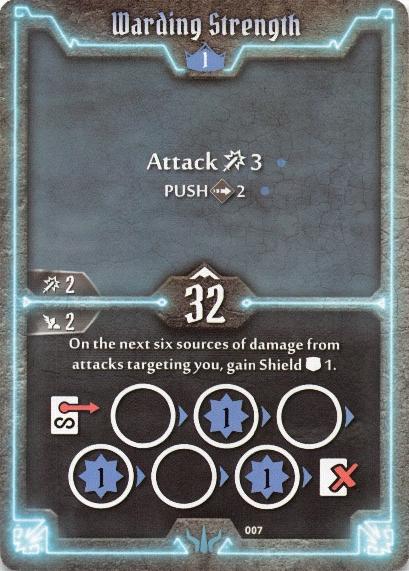 Warding Strength
1
Attack 3
PUSH 2
2
32
2
On the next six sources of damage from
attacks targeting you, gain Shield 1.
1
1
1
007